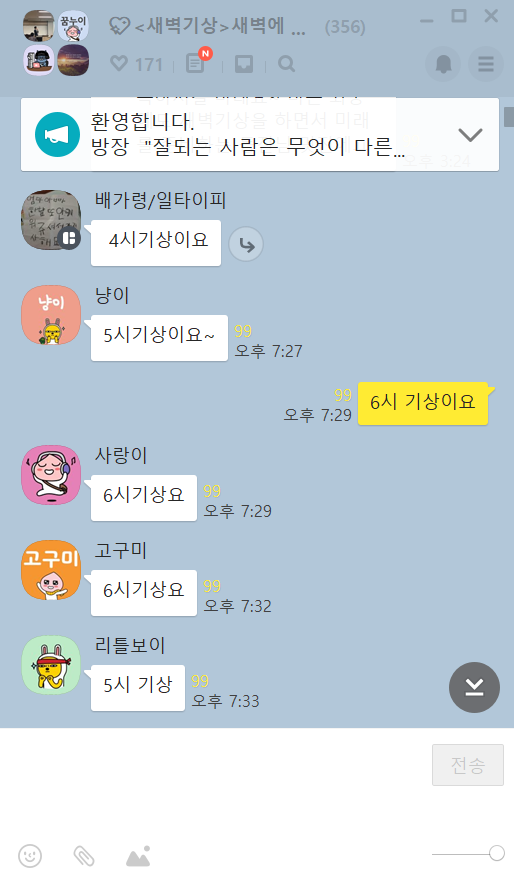 꿈누이
<새벽기상>새벽에 ... (356)
171
N
환영합니다.
방장 "잘되는 사람은 무엇이 다른...
오후 3:24
배가령/일타이피
4시기상이요
냥이
냥이
5시기상이요~
99
오후 7:27
99
오후 7:29
6시 기상이요
사랑이
6시기상요
99
오후 7:29
고구미
고구미
6시기상요
99
오후 7:32
리틀보이
5시 기상
99
오후 7:33
전송